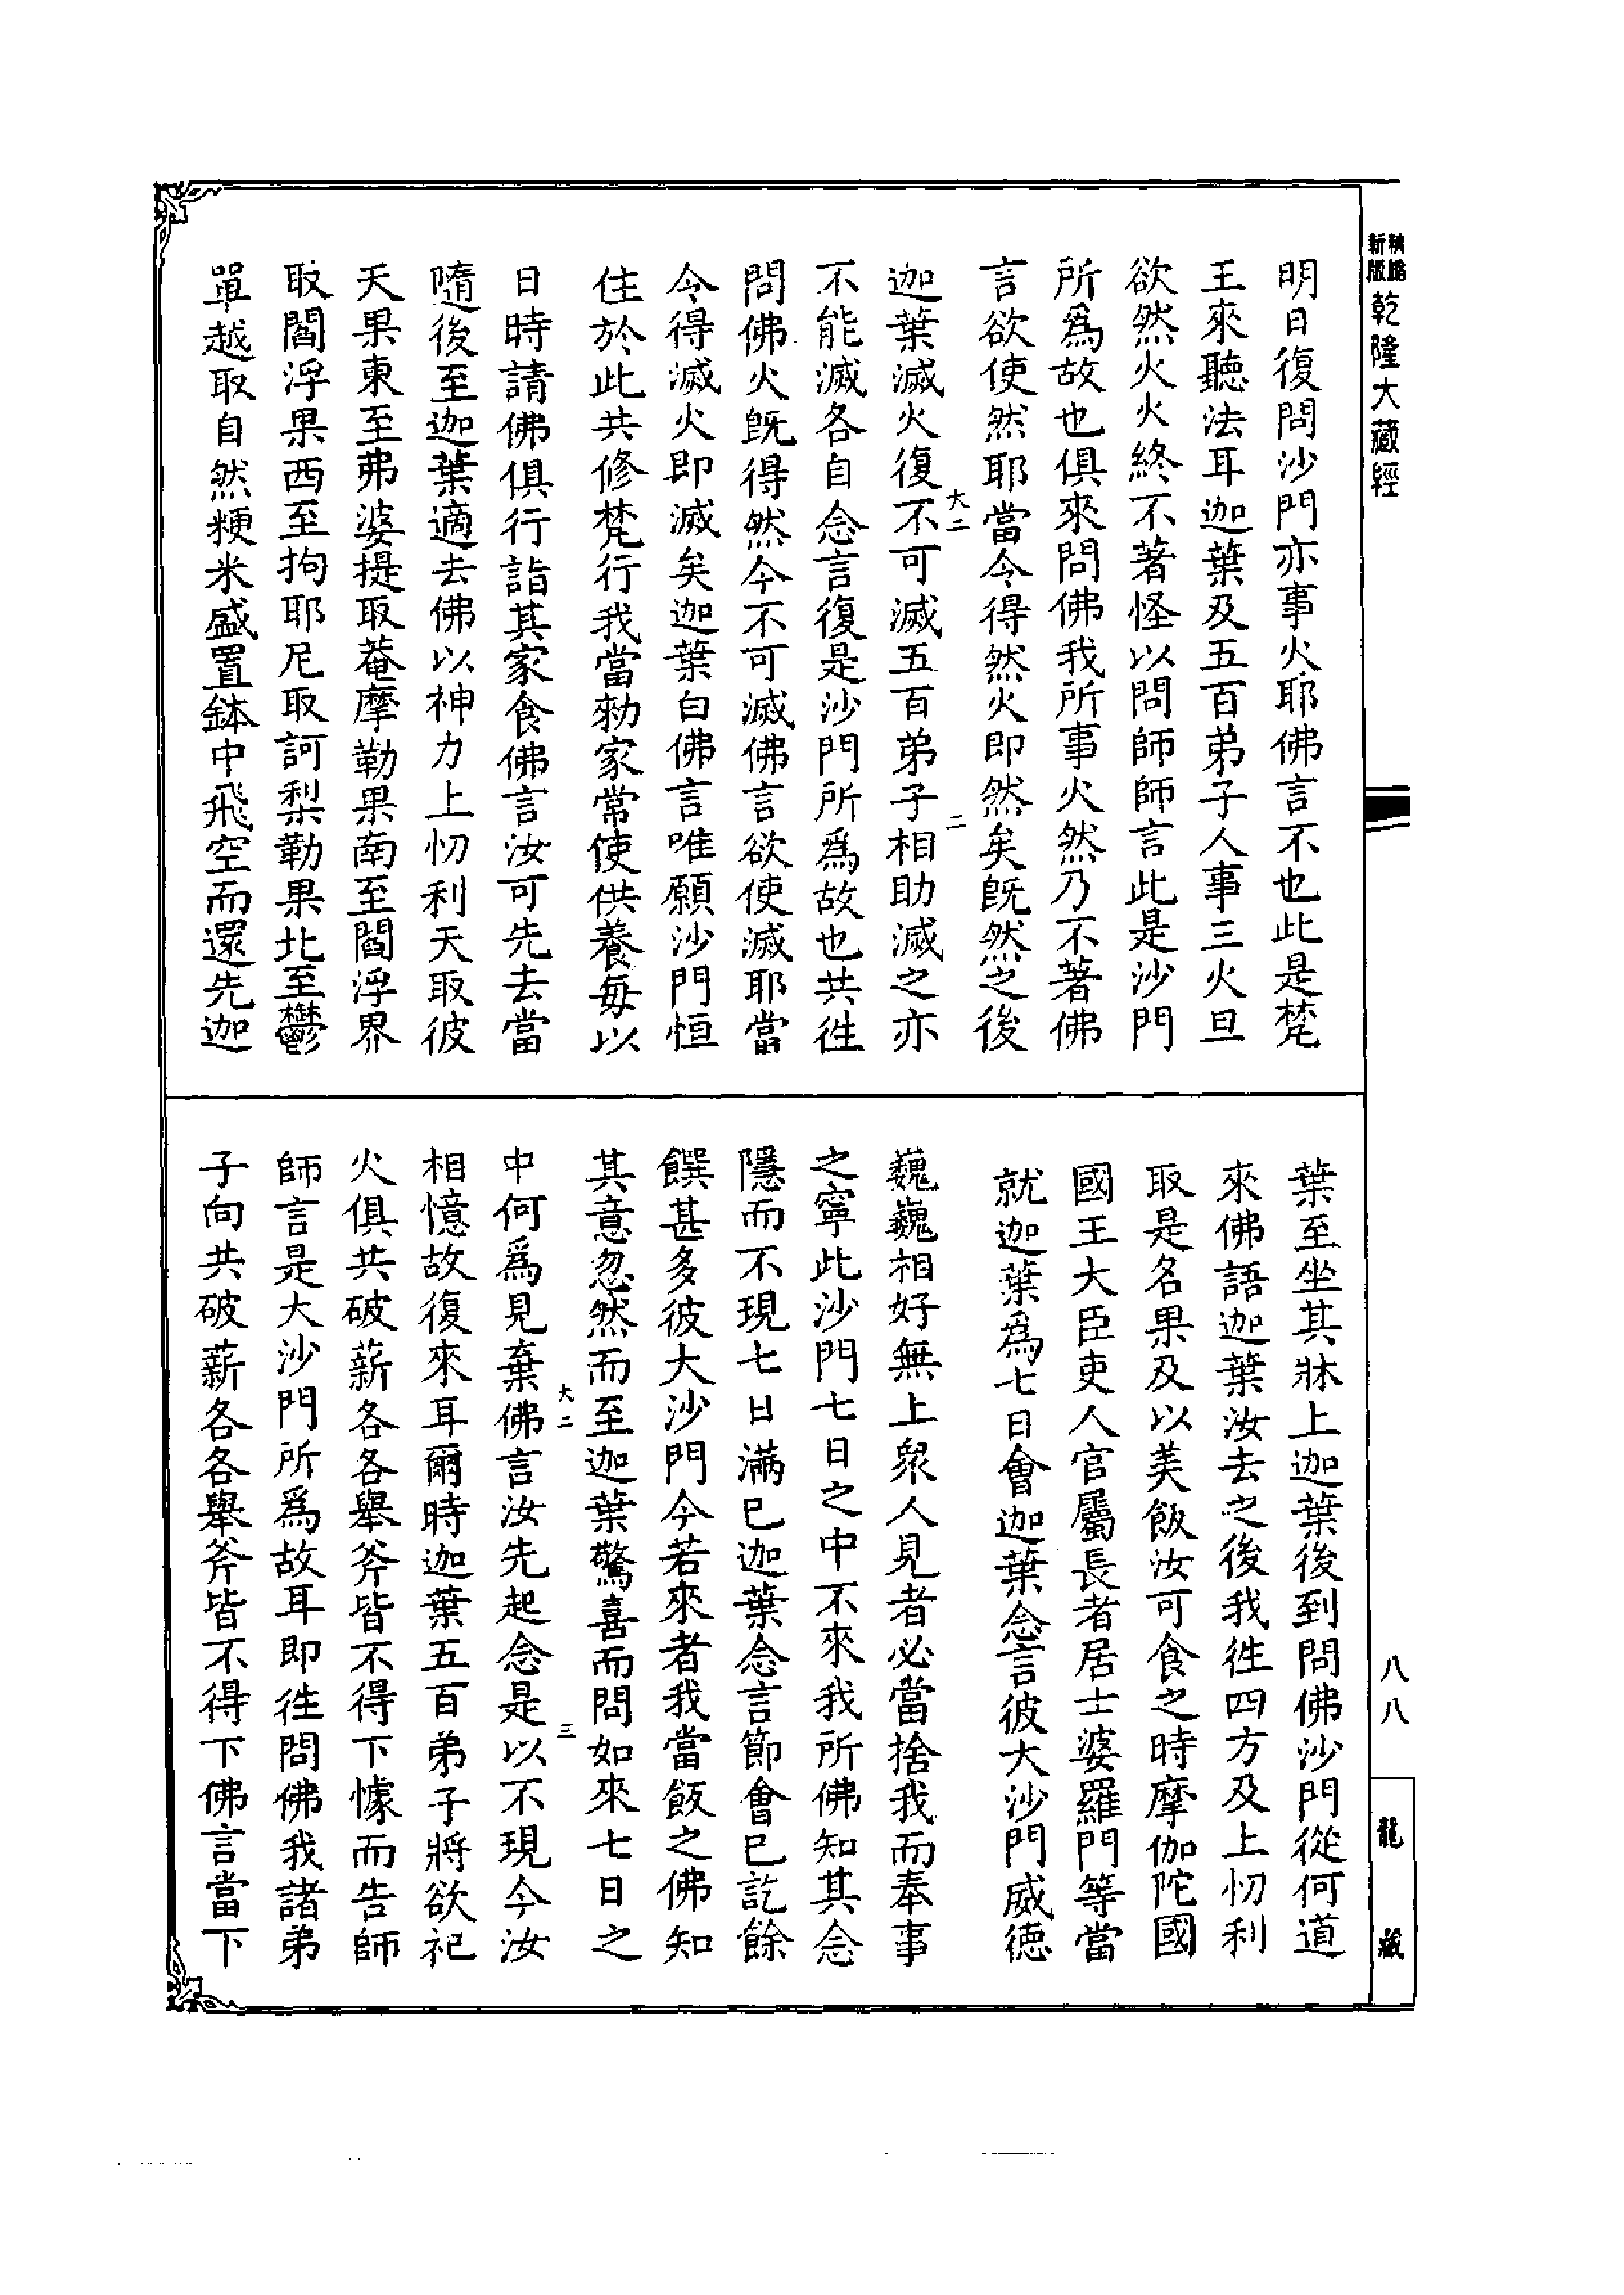 新版精縮乾隆大藏經
明日復問沙門亦事火耶佛言不也此是梵
王來聽法耳迦葉及五百弟子人事三火旦
欲然火火終不著怪以問師師言此是沙門
所爲故也俱來問佛我所事火然乃不著佛
言欲使然耶當令得然火即然矣旣然之後
大二
二
迦葉滅火復不可滅五百弟子相助滅之亦
不能滅各自念言復是沙門所爲故也共徃
問佛火旣得然今不可滅佛言欲使滅耶當
令得滅火即滅矣迦葉白佛言唯願沙門恒
住於此共修梵行我當勑家常使供養每以
日時請佛俱行詣其家食佛言汝可先去當
隨後至迦葉適去佛以神力上忉利天取彼
天果東至弗婆提取菴摩勒果南至閻浮界
取閻浮果西至拘耶尼取訶梨勒果北至鬱
單越取自然粳米盛置鉢中飛空而還先迦
葉至坐其牀上迦葉後到問佛沙門從何道
來佛語迦葉汝去之後我徃四方及上忉利
取是名果及以美飯汝可食之時摩伽陀國
國王大臣吏人官屬長者居士婆羅門等當
就迦葉爲七日會迦葉念言彼大沙門威德
巍巍相好無上衆人見者必當捨我而奉事
之寧此沙門七日之中不來我所佛知其念
隱而不現七日滿已迦葉念言節會已訖餘
饌甚多彼大沙門今若來者我當飯之佛知
其意忽然而至迦葉驚喜而問如來七日之
大二
三
中何爲見棄佛言汝先起念是以不現今汝
相憶故復來耳爾時迦葉五百弟子將欲祀
火俱共破薪各各舉斧皆不得下懅而告師
師言是大沙門所爲故耳即徃問佛我諸弟
子向共破薪各各舉斧皆不得下佛言當下
八八
龍藏